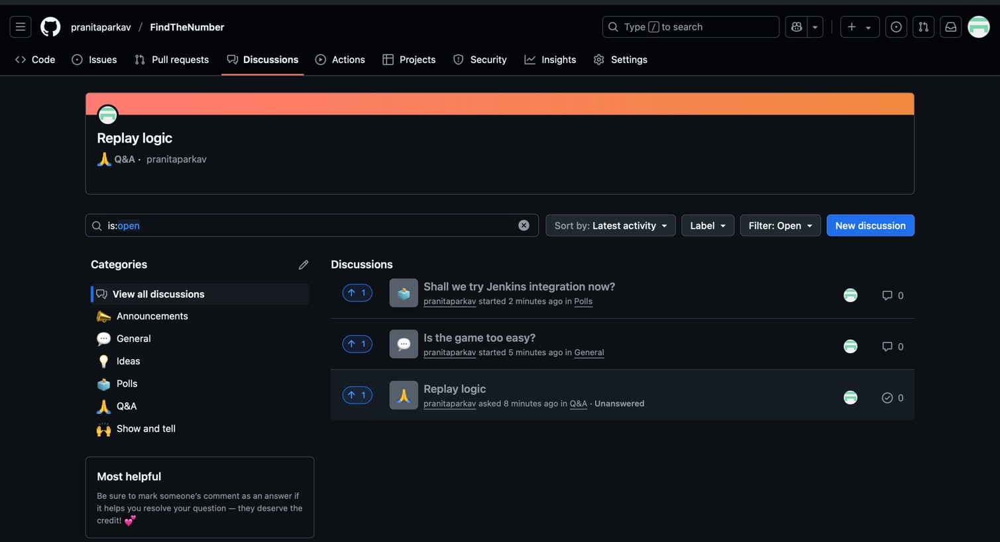 pranitaparkav / FindTheNumber
Type / to search
Code Issues Pull requests Discussions Actions Projects Security Insights Settings
Replay logic
Q&A · pranitaparkav
is:open
Sort by: Latest activity Label Filter: Open New discussion
Categories
View all discussions
Announcements
General
Ideas
Polls
Q&A
Show and tell
Most helpful
Be sure to mark someone’s comment as an answer if
it helps you resolve your question — they deserve the
credit! 💕
Discussions
1 Shall we try Jenkins integration now? 0
pranitaparkav started 2 minutes ago in Polls
1 Is the game too easy? 0
pranitaparkav started 5 minutes ago in General
1 Replay logic 0
pranitaparkav asked 8 minutes ago in Q&A · Unanswered